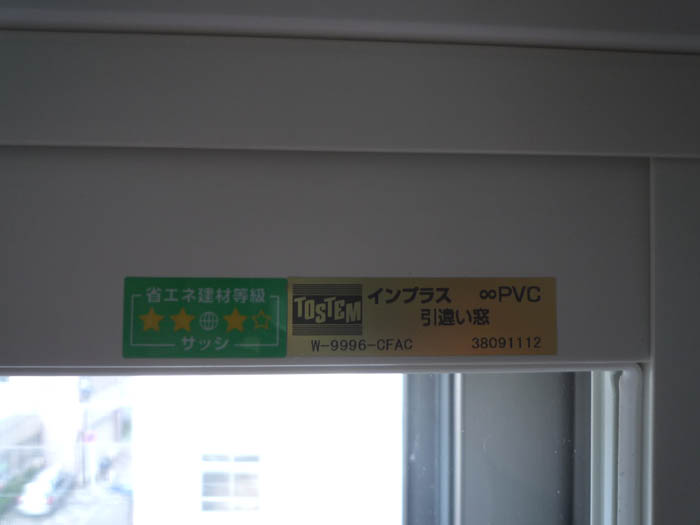 省エネ建材等級
サッシ
TOSTEM
インプラス ∞PVC
引違い窓
W-9996-CFAC 38091112